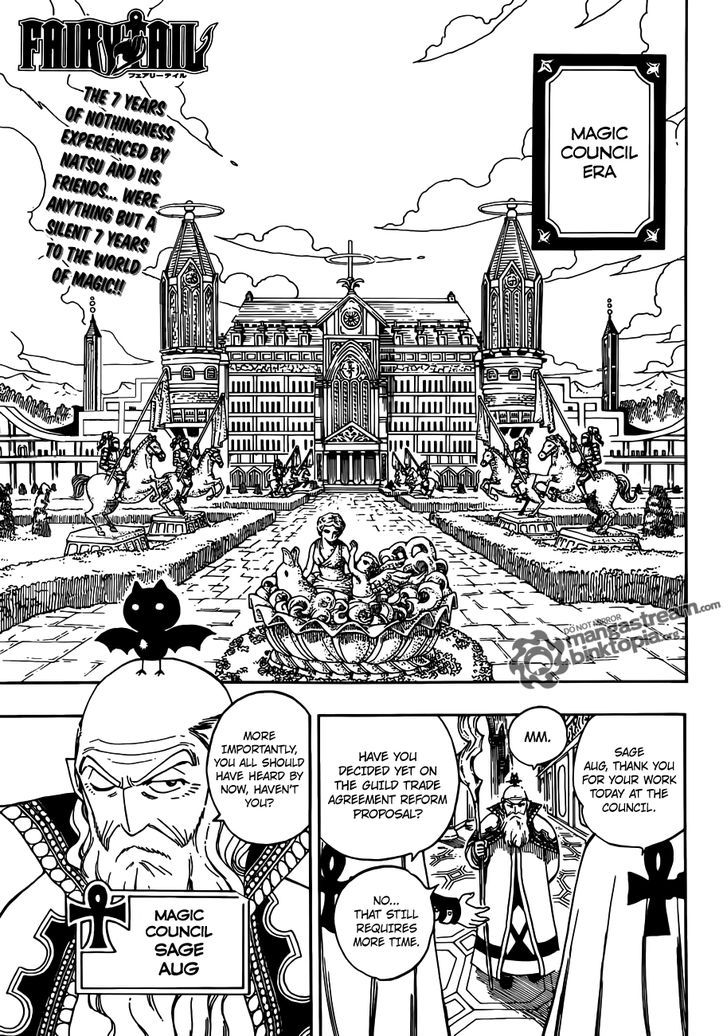 FAIRY TAIL
フェアリーテイル
THE 7 YEARS
OF NOTHINGNESS
EXPERIENCED BY
NATSU AND HIS
FRIENDS... WERE
ANYTHING BUT A
SILENT 7 YEARS
TO THE WORLD
OF MAGIC!!
MAGIC
COUNCIL
ERA
DO NOT MIRROR
mangastream.com
binktopia.org
SAGE
AUG, THANK YOU
FOR YOUR WORK
TODAY AT THE
COUNCIL.
MM.
HAVE YOU
DECIDED YET ON
THE GUILD TRADE
AGREEMENT REFORM
PROPOSAL?
NO...
THAT STILL
REQUIRES
MORE TIME.
MORE
IMPORTANTLY,
YOU ALL SHOULD
HAVE HEARD BY
NOW, HAVEN'T
YOU?
MAGIC
COUNCIL
SAGE
AUG